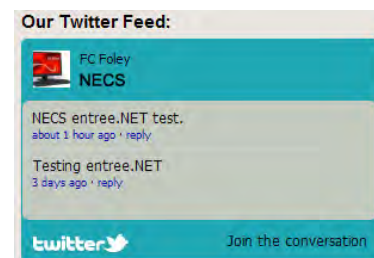 Our Twitter Feed:
FC Foley
NECS
NECS entree.NET test.
about 1 hour ago · reply
Testing entree.NET
3 days ago · reply
twitter
Join the conversation